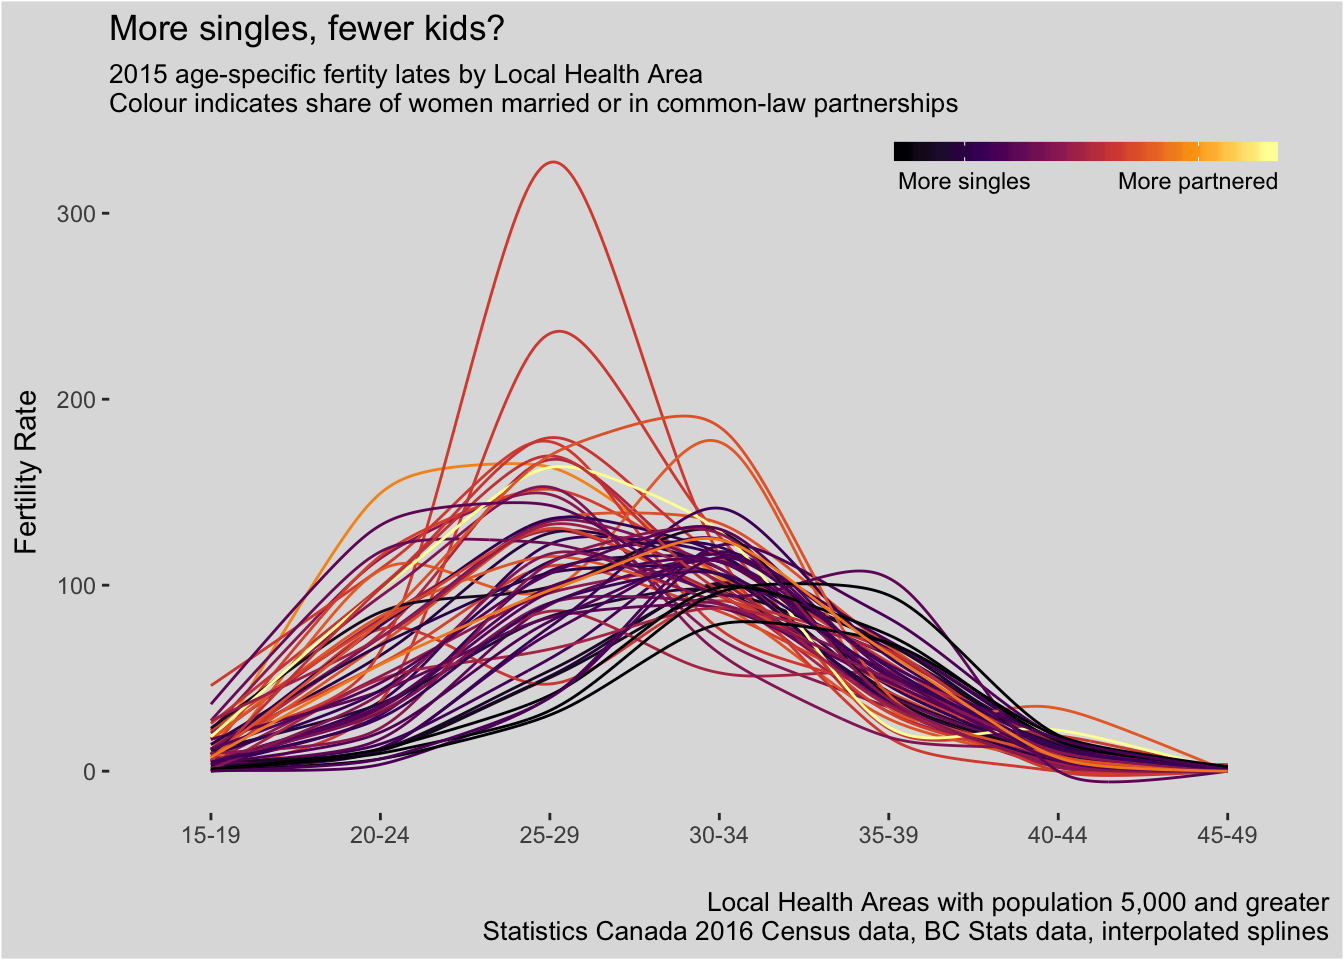 More singles, fewer kids?
2015 age-specific fertity lates by Local Health Area
Colour indicates share of women married or in common-law partnerships
More singles
More partnered
Fertility Rate
300
200
100
0
15-19
20-24
25-29
30-34
35-39
40-44
45-49
Local Health Areas with population 5,000 and greater
Statistics Canada 2016 Census data, BC Stats data, interpolated splines